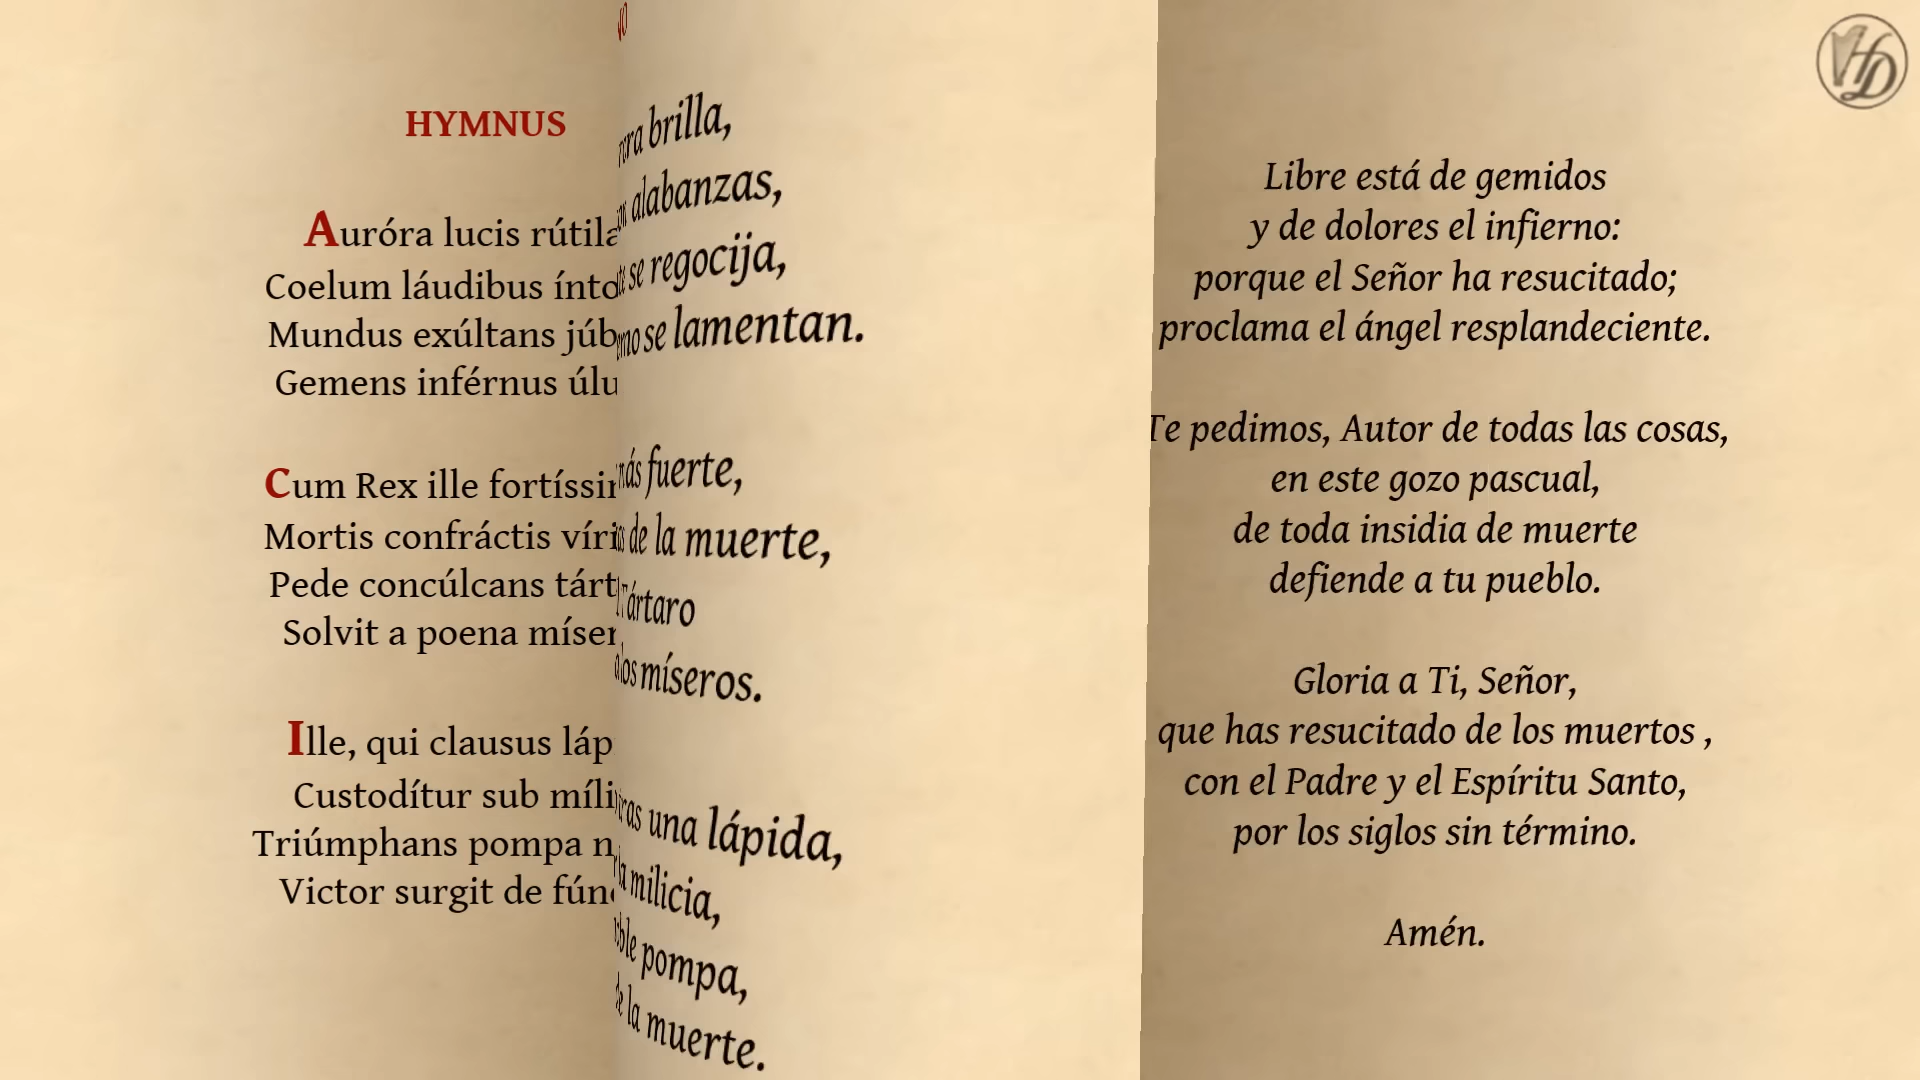 HYMNUS
Auróra lucis rútila
Coelum láudibus ínto
Mundus exúltans júb
Gemens inférnus úlu
Cum Rex ille fortíssi
Mortis confráctis víri
Pede concúlcans tárt
Solvit a poena míser
Ille, qui clausus láp
Custodítur sub míli
Triúmphans pompa n
Victor surgit de fún
brilla,
alabanzas,
se regocija,
se lamentan.
más fuerte,
de la muerte,
Tártaro
los míseros.
tras una lápida,
la milicia,
pompa,
de la muerte.
Libre está de gemidos
y de dolores el infierno:
porque el Señor ha resucitado;
proclama el ángel resplandeciente.
Te pedimos, Autor de todas las cosas,
en este gozo pascual,
de toda insidia de muerte
defiende a tu pueblo.
Gloria a Ti, Señor,
que has resucitado de los muertos ,
con el Padre y el Espíritu Santo,
por los siglos sin término.
Amén.
HD